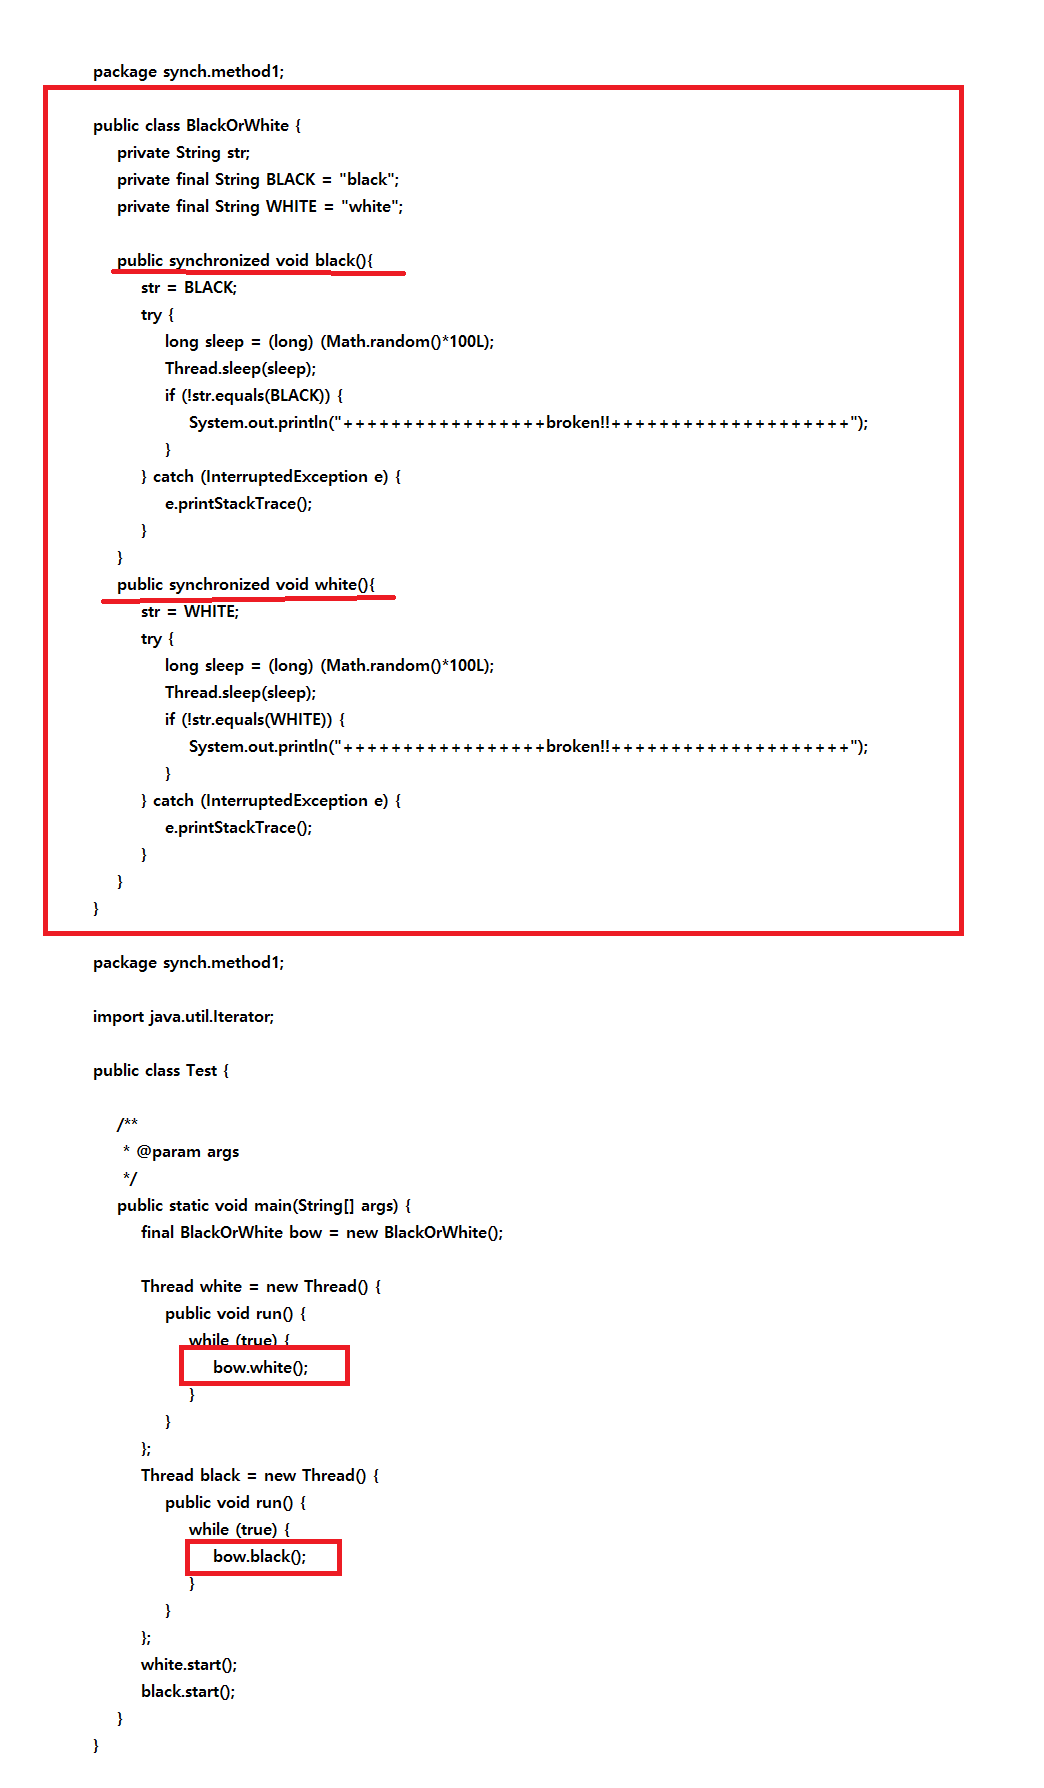 package synch.method1;
public class BlackOrWhite {
private String str;
private final String BLACK = "black";
private final String WHITE = "white";
public synchronized void black(){
str = BLACK;
try {
long sleep = (long) (Math.random()*100L);
Thread.sleep(sleep);
if (!str.equals(BLACK)) {
System.out.println("+++++++++++++++++broken!!++++++++++++++++++++");
}
} catch (InterruptedException e) {
e.printStackTrace();
}
}
public synchronized void white(){
str = WHITE;
try {
long sleep = (long) (Math.random()*100L);
Thread.sleep(sleep);
if (!str.equals(WHITE)) {
System.out.println("+++++++++++++++++broken!!++++++++++++++++++++");
}
} catch (InterruptedException e) {
e.printStackTrace();
}
}
}
package synch.method1;
import java.util.Iterator;
public class Test {
/**
* @param args
*/
public static void main(String[] args) {
final BlackOrWhite bow = new BlackOrWhite();
Thread white = new Thread() {
public void run() {
while (true) {
bow.white();
}
}
};
Thread black = new Thread() {
public void run() {
while (true) {
bow.black();
}
}
};
white.start();
black.start();
}
}